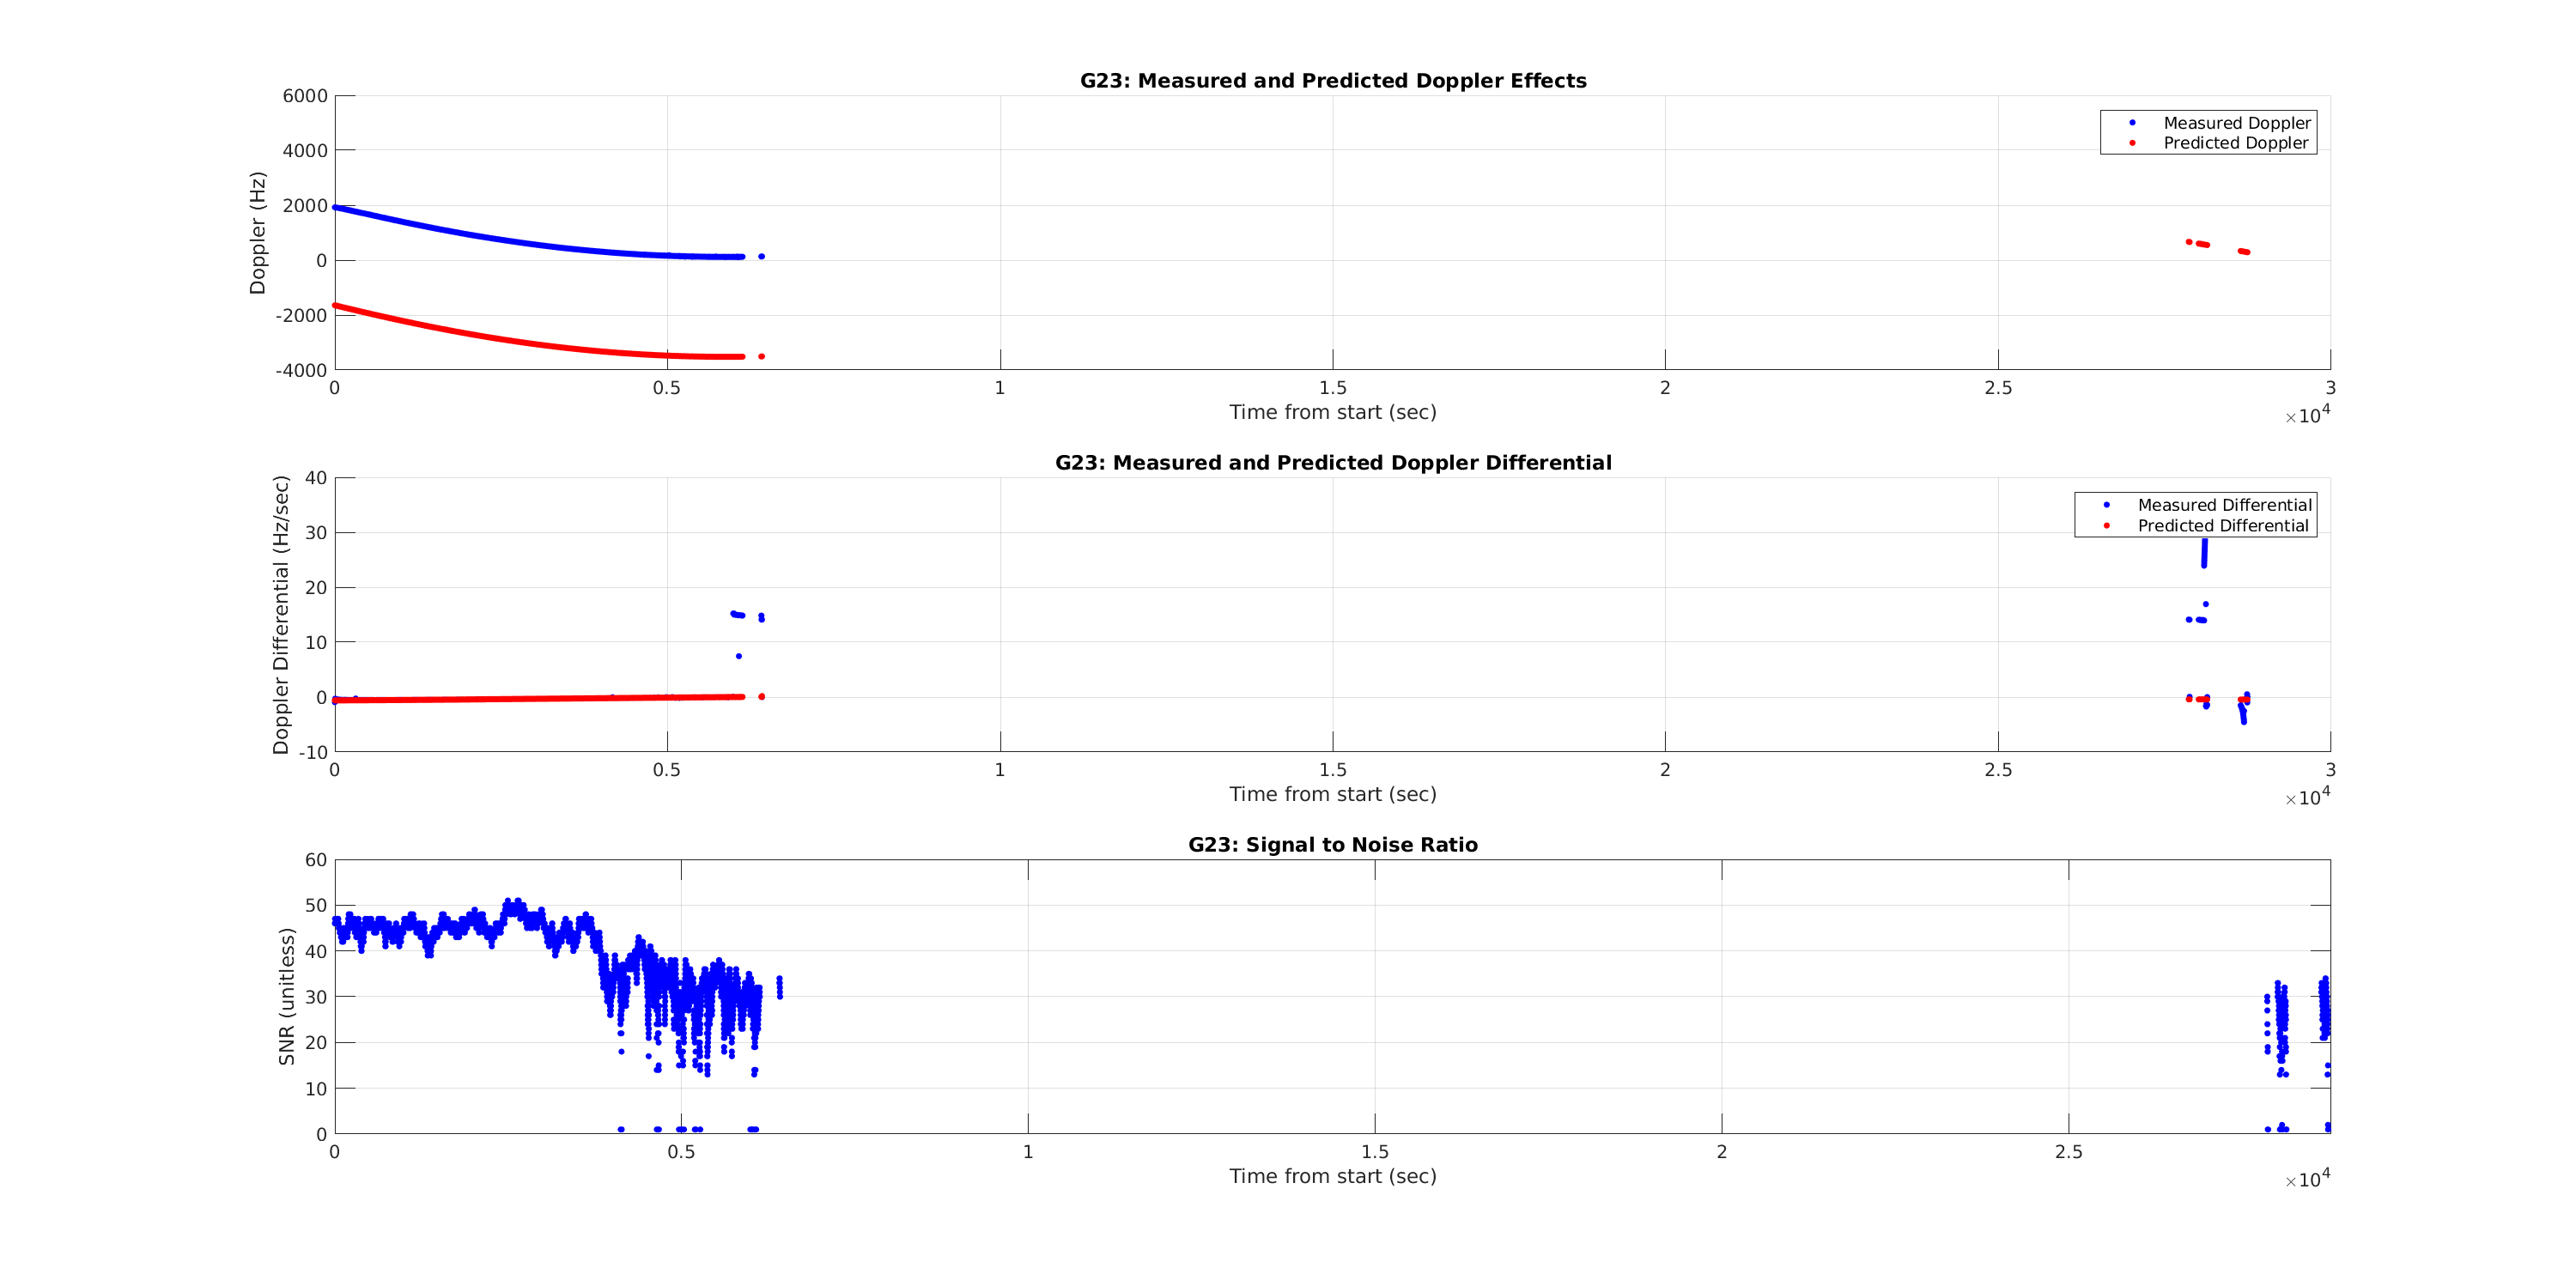 G23: Measured and Predicted Doppler Effects
6000
4000
2000
0
-2000
-4000
Doppler (Hz)
Measured Doppler
Predicted Doppler
0 0.5 1 1.5 2 2.5 3
Time from start (sec)
×10^4
G23: Measured and Predicted Doppler Differential
40
30
20
10
0
-10
Doppler Differential (Hz/sec)
Measured Differential
Predicted Differential
0 0.5 1 1.5 2 2.5 3
Time from start (sec)
×10^4
G23: Signal to Noise Ratio
60
50
40
30
20
10
0
SNR (unitless)
0 0.5 1 1.5 2 2.5
Time from start (sec)
×10^4